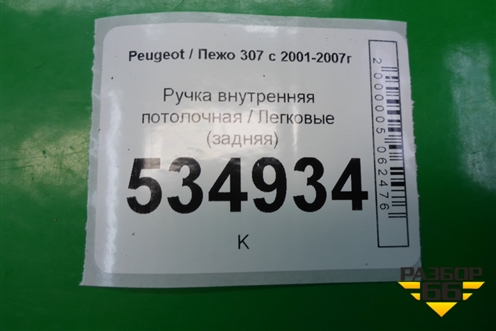 Peugeot / Пежо 307 с 2001-2007г
Ручка внутренняя
потолочная / Легковые
(задняя)
534934
К
2000005062476
РАЗБОР
66